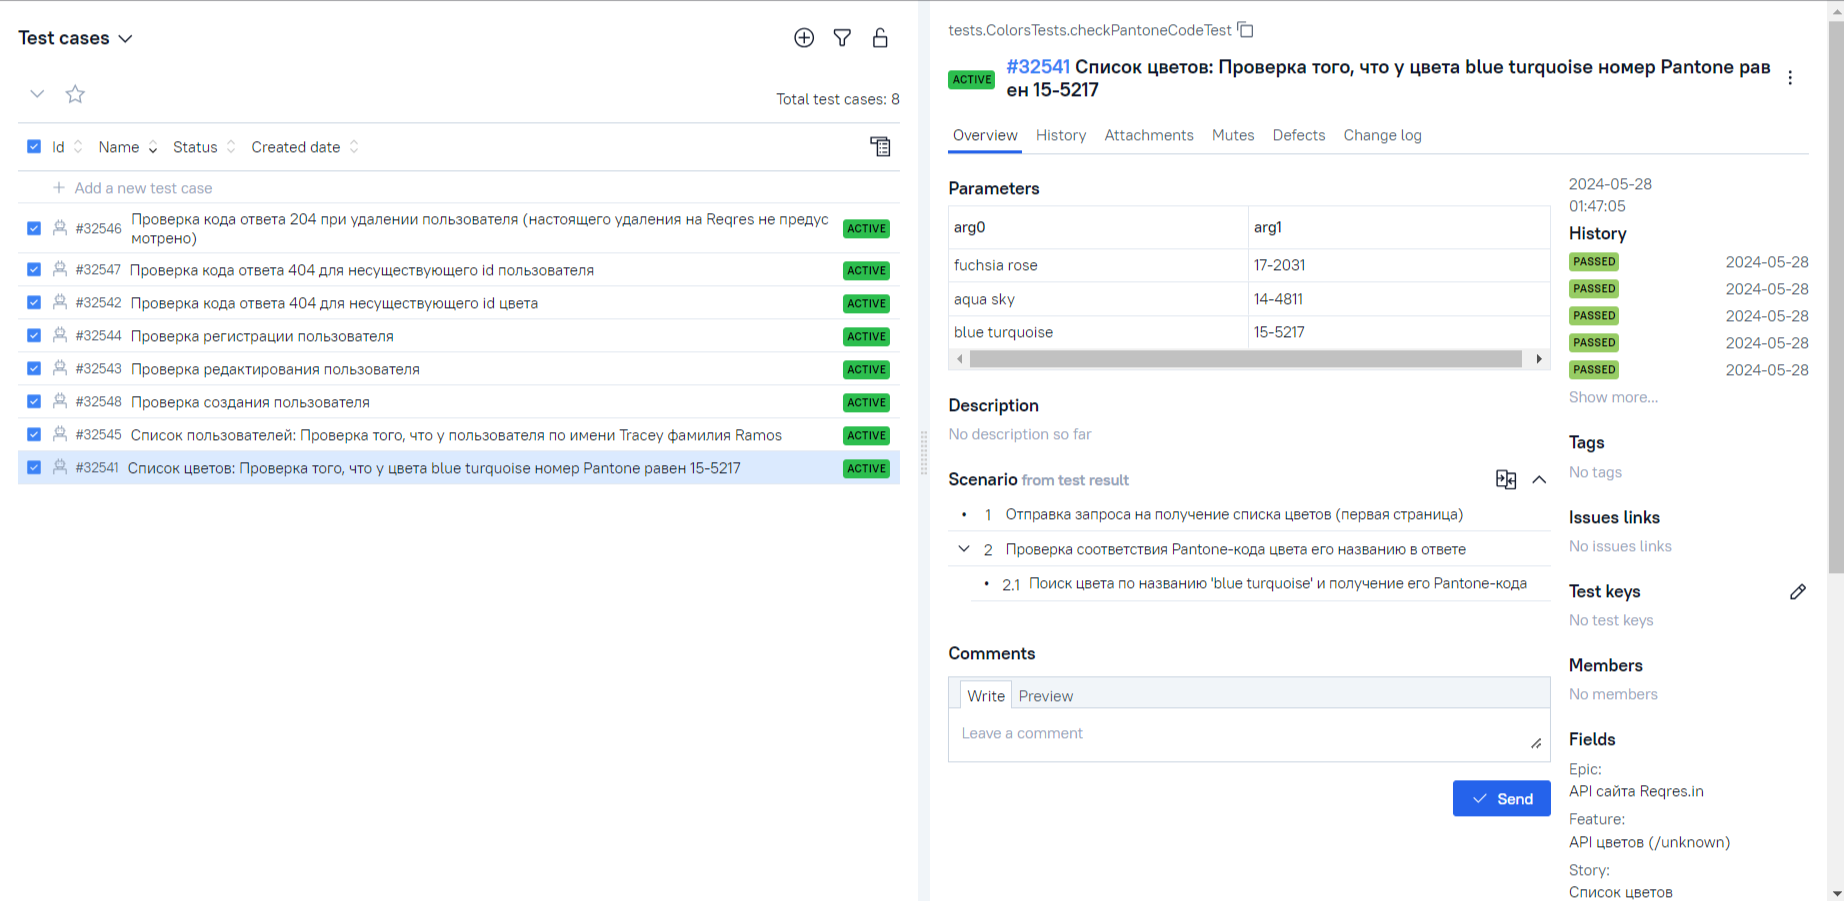 Test cases
Total test cases: 8
Id Name Status Created date
Add a new test case
#32546 Проверка кода ответа 204 при удалении пользователя (настоящего удаления на Reqres не предус
мотрено) ACTIVE
#32547 Проверка кода ответа 404 для несуществующего id пользователя ACTIVE
#32542 Проверка кода ответа 404 для несуществующего id цвета ACTIVE
#32544 Проверка регистрации пользователя ACTIVE
#32543 Проверка редактирования пользователя ACTIVE
#32548 Проверка создания пользователя ACTIVE
#32545 Список пользователей: Проверка того, что у пользователя по имени Tracey фамилия Ramos ACTIVE
#32541 Список цветов: Проверка того, что у цвета blue turquoise номер Pantone равен 15-5217 ACTIVE
tests.ColorsTests.checkPantoneCodeTest
ACTIVE #32541 Список цветов: Проверка того, что у цвета blue turquoise номер Pantone рав
ен 15-5217
Overview History Attachments Mutes Defects Change log
Parameters
arg0 arg1
fuchsia rose 17-2031
aqua sky 14-4811
blue turquoise 15-5217
Description
No description so far
Scenario from test result
• 1 Отправка запроса на получение списка цветов (первая страница)
2 Проверка соответствия Pantone-кода цвета его названию в ответе
• 2.1 Поиск цвета по названию 'blue turquoise' и получение его Pantone-кода
Comments
Write Preview
Leave a comment
Send
2024-05-28
01:47:05
History
PASSED 2024-05-28
PASSED 2024-05-28
PASSED 2024-05-28
PASSED 2024-05-28
PASSED 2024-05-28
Show more...
Tags
No tags
Issues links
No issues links
Test keys
No test keys
Members
No members
Fields
Epic:
API сайта Reqres.in
Feature:
API цветов (/unknown)
Story:
Список цветов